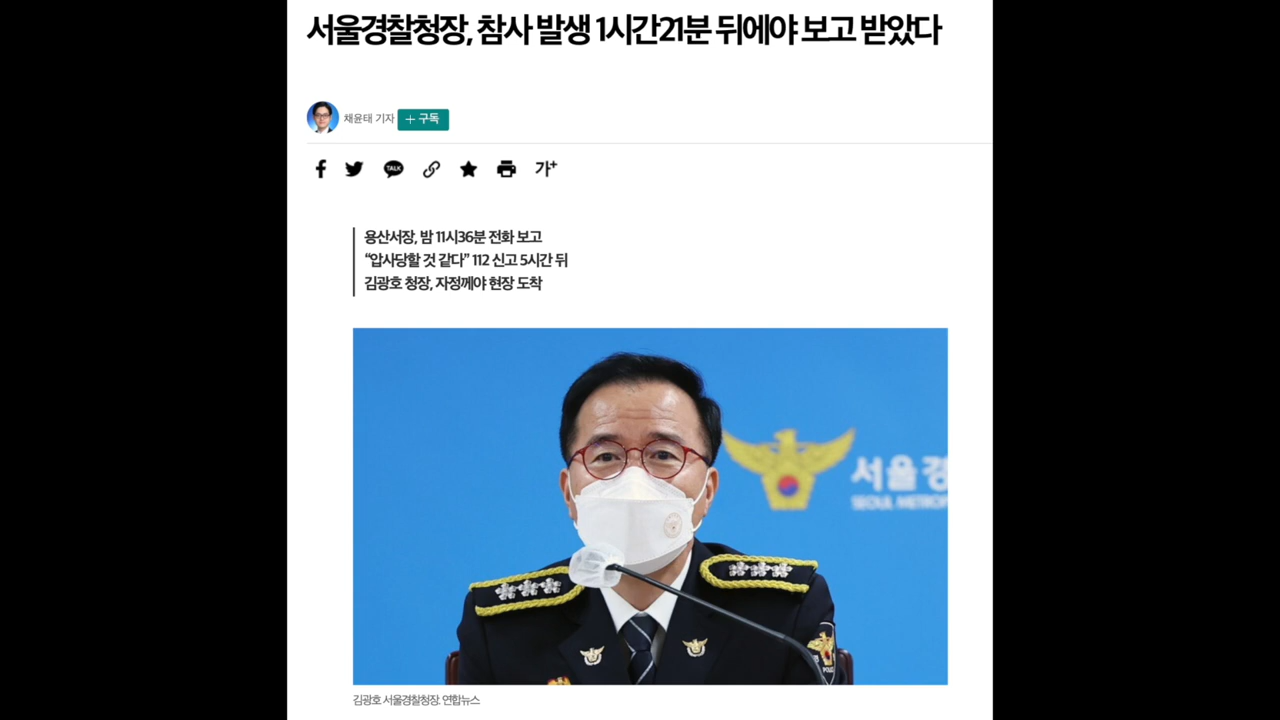 서울경찰청장, 참사 발생 1시간21분 뒤에야 보고 받았다
채윤태 기자 + 구독
TALK
가+
용산서장, 밤 11시36분 전화 보고
“압사당할 것 같다” 112 신고 5시간 뒤
김광호 청장, 자정께야 현장 도착
서울경
SEOUL METROPO
POLICE
김광호 서울경찰청장. 연합뉴스